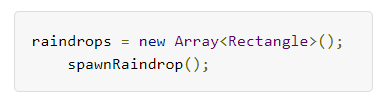 raindrops = new Array<Rectangle>();
    spawnRaindrop();